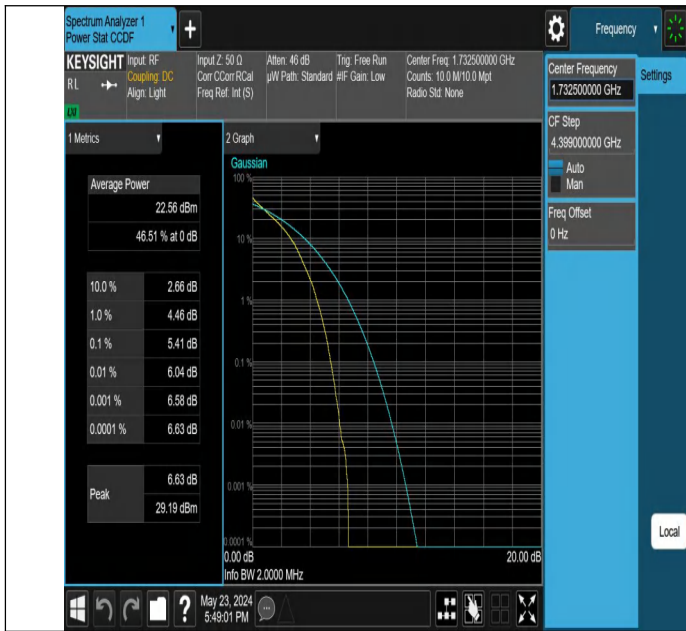 Spectrum Analyzer 1
Power Stat CCDF
+
Frequency
KEYSIGHT
RL
LXI
Input: RF
Coupling: DC
Align: Light
Input Z: 50 Ω
Corr CCorr RCal
Freq Ref: Int (S)
Atten: 46 dB
µW Path: Standard
Trig: Free Run
#IF Gain: Low
Center Freq: 1.732500000 GHz
Counts: 10.0 M/10.0 Mpt
Radio Std: None
Center Frequency
1.732500000 GHz
Settings
CF Step
4.399000000 GHz
Auto
Man
Freq Offset
0 Hz
1 Metrics
Average Power
22.56 dBm
46.51 % at 0 dB
10.0 % 2.66 dB
1.0 % 4.46 dB
0.1 % 5.41 dB
0.01 % 6.04 dB
0.001 % 6.58 dB
0.0001 % 6.63 dB
Peak
6.63 dB
29.19 dBm
2 Graph
Gaussian
100 %
10 %
1 %
0.1 %
0.01 %
0.001 %
0.0001 %
0.00 dB 20.00 dB
Info BW 2.0000 MHz
Local
?
May 23, 2024
5:49:01 PM